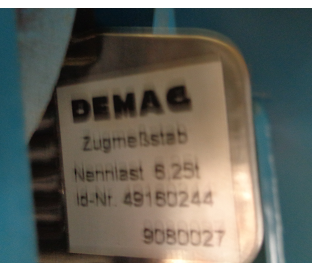 DEMAG
Zugmeßstab
Nennlast 6,25t
Id-Nr. 49160244
9080027